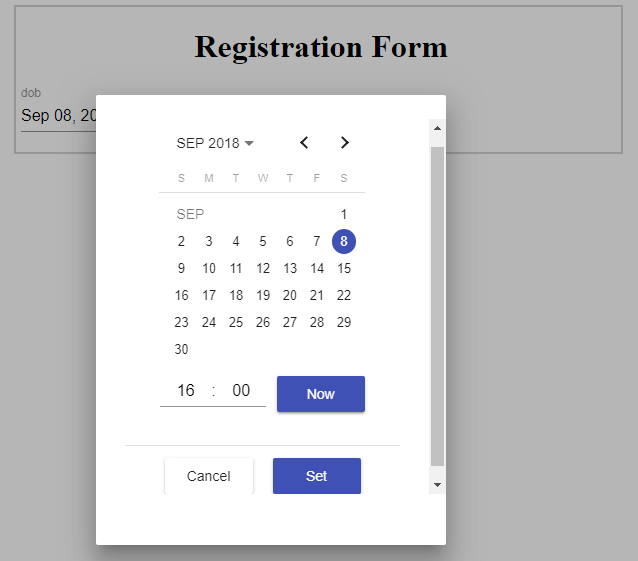 Registration Form
dob
Sep 08, 20
SEP 2018
S M T W T F S
SEP 1
2 3 4 5 6 7 8
9 10 11 12 13 14 15
16 17 18 19 20 21 22
23 24 25 26 27 28 29
30
16 : 00 Now
Cancel Set